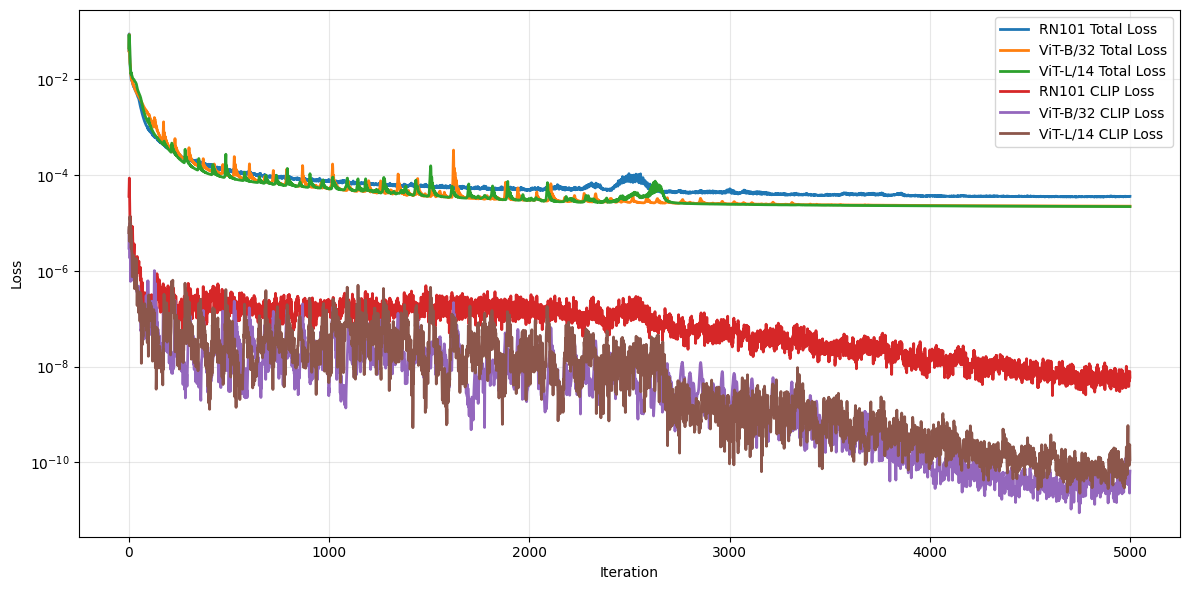 RN101 Total Loss
ViT-B/32 Total Loss
ViT-L/14 Total Loss
RN101 CLIP Loss
ViT-B/32 CLIP Loss
ViT-L/14 CLIP Loss
10⁻²
10⁻⁴
10⁻⁶
10⁻⁸
10⁻¹⁰
Loss
0 1000 2000 3000 4000 5000
Iteration